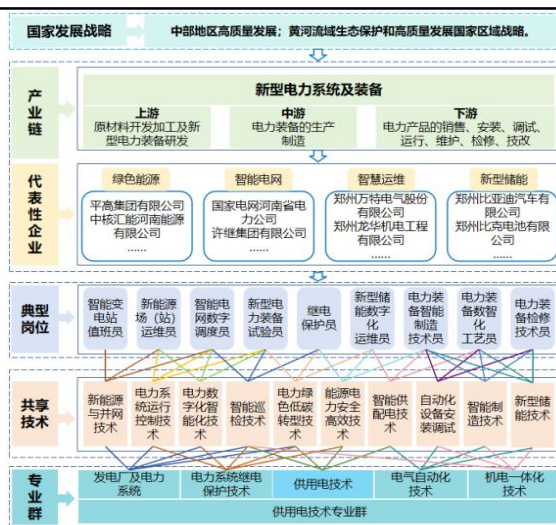 国家发展战略
中部地区高质量发展；黄河流域生态保护和高质量发展国家区域战略。
产业链
新型电力系统及装备
上游
原材料开发加工及新
型电力装备研发
中游
电力装备的生产
制造
下游
电力产品的销售、安装、调试、
运行、维护、检修、技改
代表性企业
绿色能源
平高集团有限公司
中核汇能河南能源
有限公司
……
智能电网
国家电网河南省电
力公司
许继集团有限公司
……
智慧运维
郑州万特电气股份
有限公司
郑州龙华机电工程
有限公司
……
新型储能
郑州比亚迪汽车有
限公司
郑州比克电池有限
公司
……
典型岗位
智能变
电站
值班员
新能源
场（站）
运维员
智能电
网数字
调度员
新型电
力装备
试验员
继电
保护员
新型储
能数字
化
运维员
电力装
备智能
制造
技术员
电力装
备数智
化
工艺员
电力装
备检修
技术员
共享技术
新能源
与并网
技术
电力系
统运行
控制技
术
电力数
字化智
能化技
术
智能巡
检技术
电力绿
色低碳
转型技
术
能源电
力安全
高效技
术
智能供
配电技
术
自动化
设备安
装调试
智能制
造技术
新型储
能技术
专业群
发电厂及电力
系统
电力系统继电
保护技术
供用电技术
电气自动化
技术
机电一体化
技术
供用电技术专业群